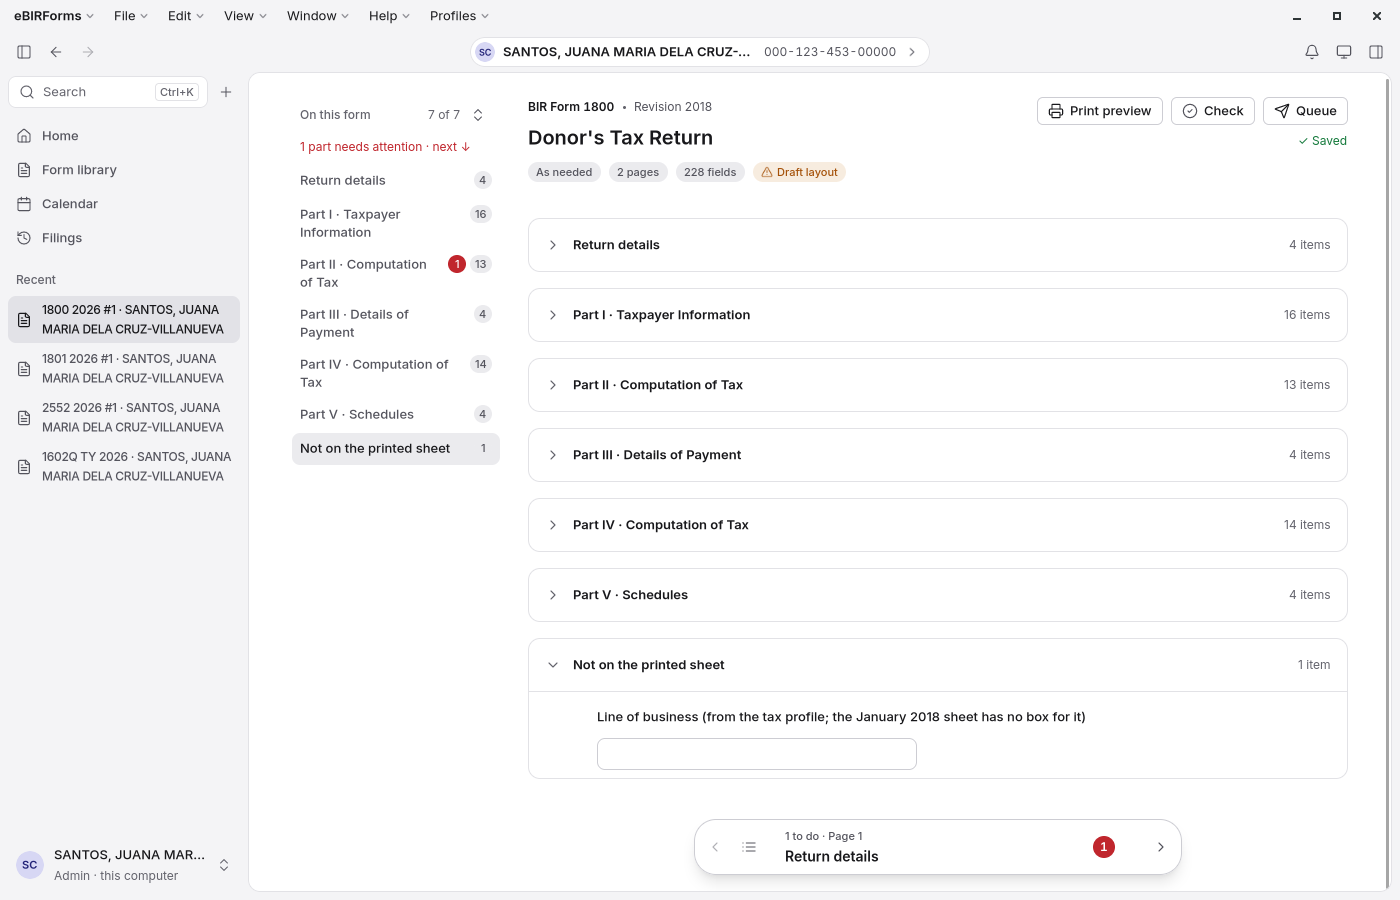 eBIRForms File Edit View Window Help Profiles
SC SANTOS, JUANA MARIA DELA CRUZ-... 000-123-453-00000
Search Ctrl+K
Home
Form library
Calendar
Filings
Recent
1800 2026 #1 · SANTOS, JUANA
MARIA DELA CRUZ-VILLANUEVA
1801 2026 #1 · SANTOS, JUANA
MARIA DELA CRUZ-VILLANUEVA
2552 2026 #1 · SANTOS, JUANA
MARIA DELA CRUZ-VILLANUEVA
1602Q TY 2026 · SANTOS, JUANA
MARIA DELA CRUZ-VILLANUEVA
SC SANTOS, JUANA MAR...
Admin · this computer
On this form 7 of 7
1 part needs attention · next ↓
Return details 4
Part I · Taxpayer 16
Information
Part II · Computation 1 13
of Tax
Part III · Details of 4
Payment
Part IV · Computation of 14
Tax
Part V · Schedules 4
Not on the printed sheet 1
BIR Form 1800 • Revision 2018
Donor's Tax Return
As needed 2 pages 228 fields Draft layout
Print preview Check Queue
✓ Saved
Return details 4 items
Part I · Taxpayer Information 16 items
Part II · Computation of Tax 13 items
Part III · Details of Payment 4 items
Part IV · Computation of Tax 14 items
Part V · Schedules 4 items
Not on the printed sheet 1 item
Line of business (from the tax profile; the January 2018 sheet has no box for it)
1 to do · Page 1
Return details 1